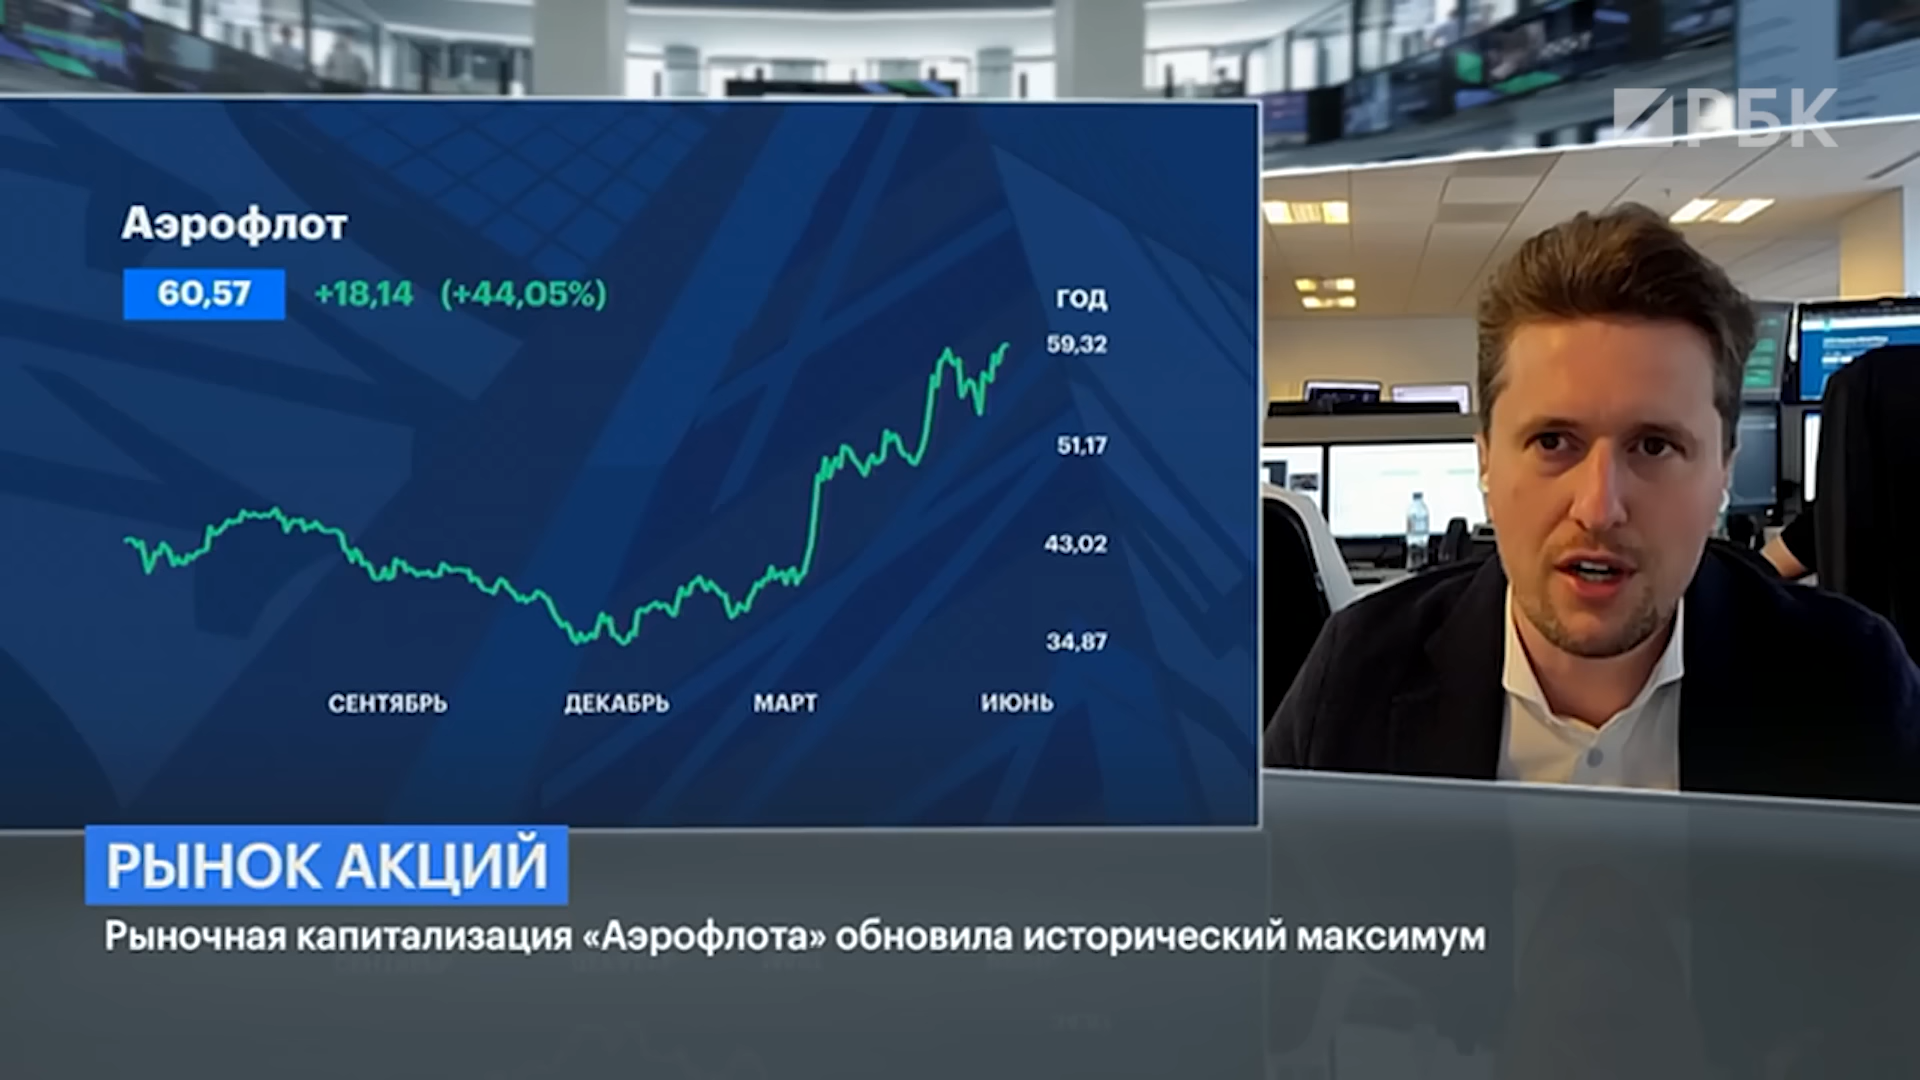 РБК
Аэрофлот
60,57 +18,14 (+44,05%)
ГОД
59,32
51,17
43,02
34,87
СЕНТЯБРЬ ДЕКАБРЬ МАРТ ИЮНЬ
РЫНОК АКЦИЙ
Рыночная капитализация «Аэрофлота» обновила исторический максимум